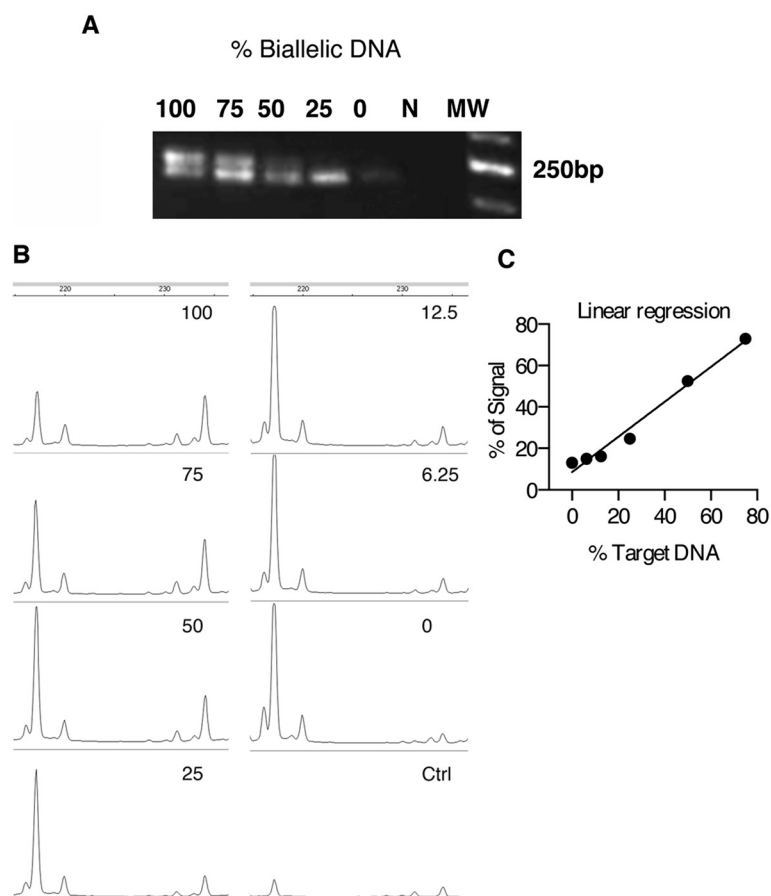 A
% Biallelic DNA
100 75 50 25 0 N MW
250bp
B
220 230
220 230
100
12.5
75
6.25
50
0
25
Ctrl
C
Linear regression
% of Signal
80
60
40
20
0
0 20 40 60 80
% Target DNA